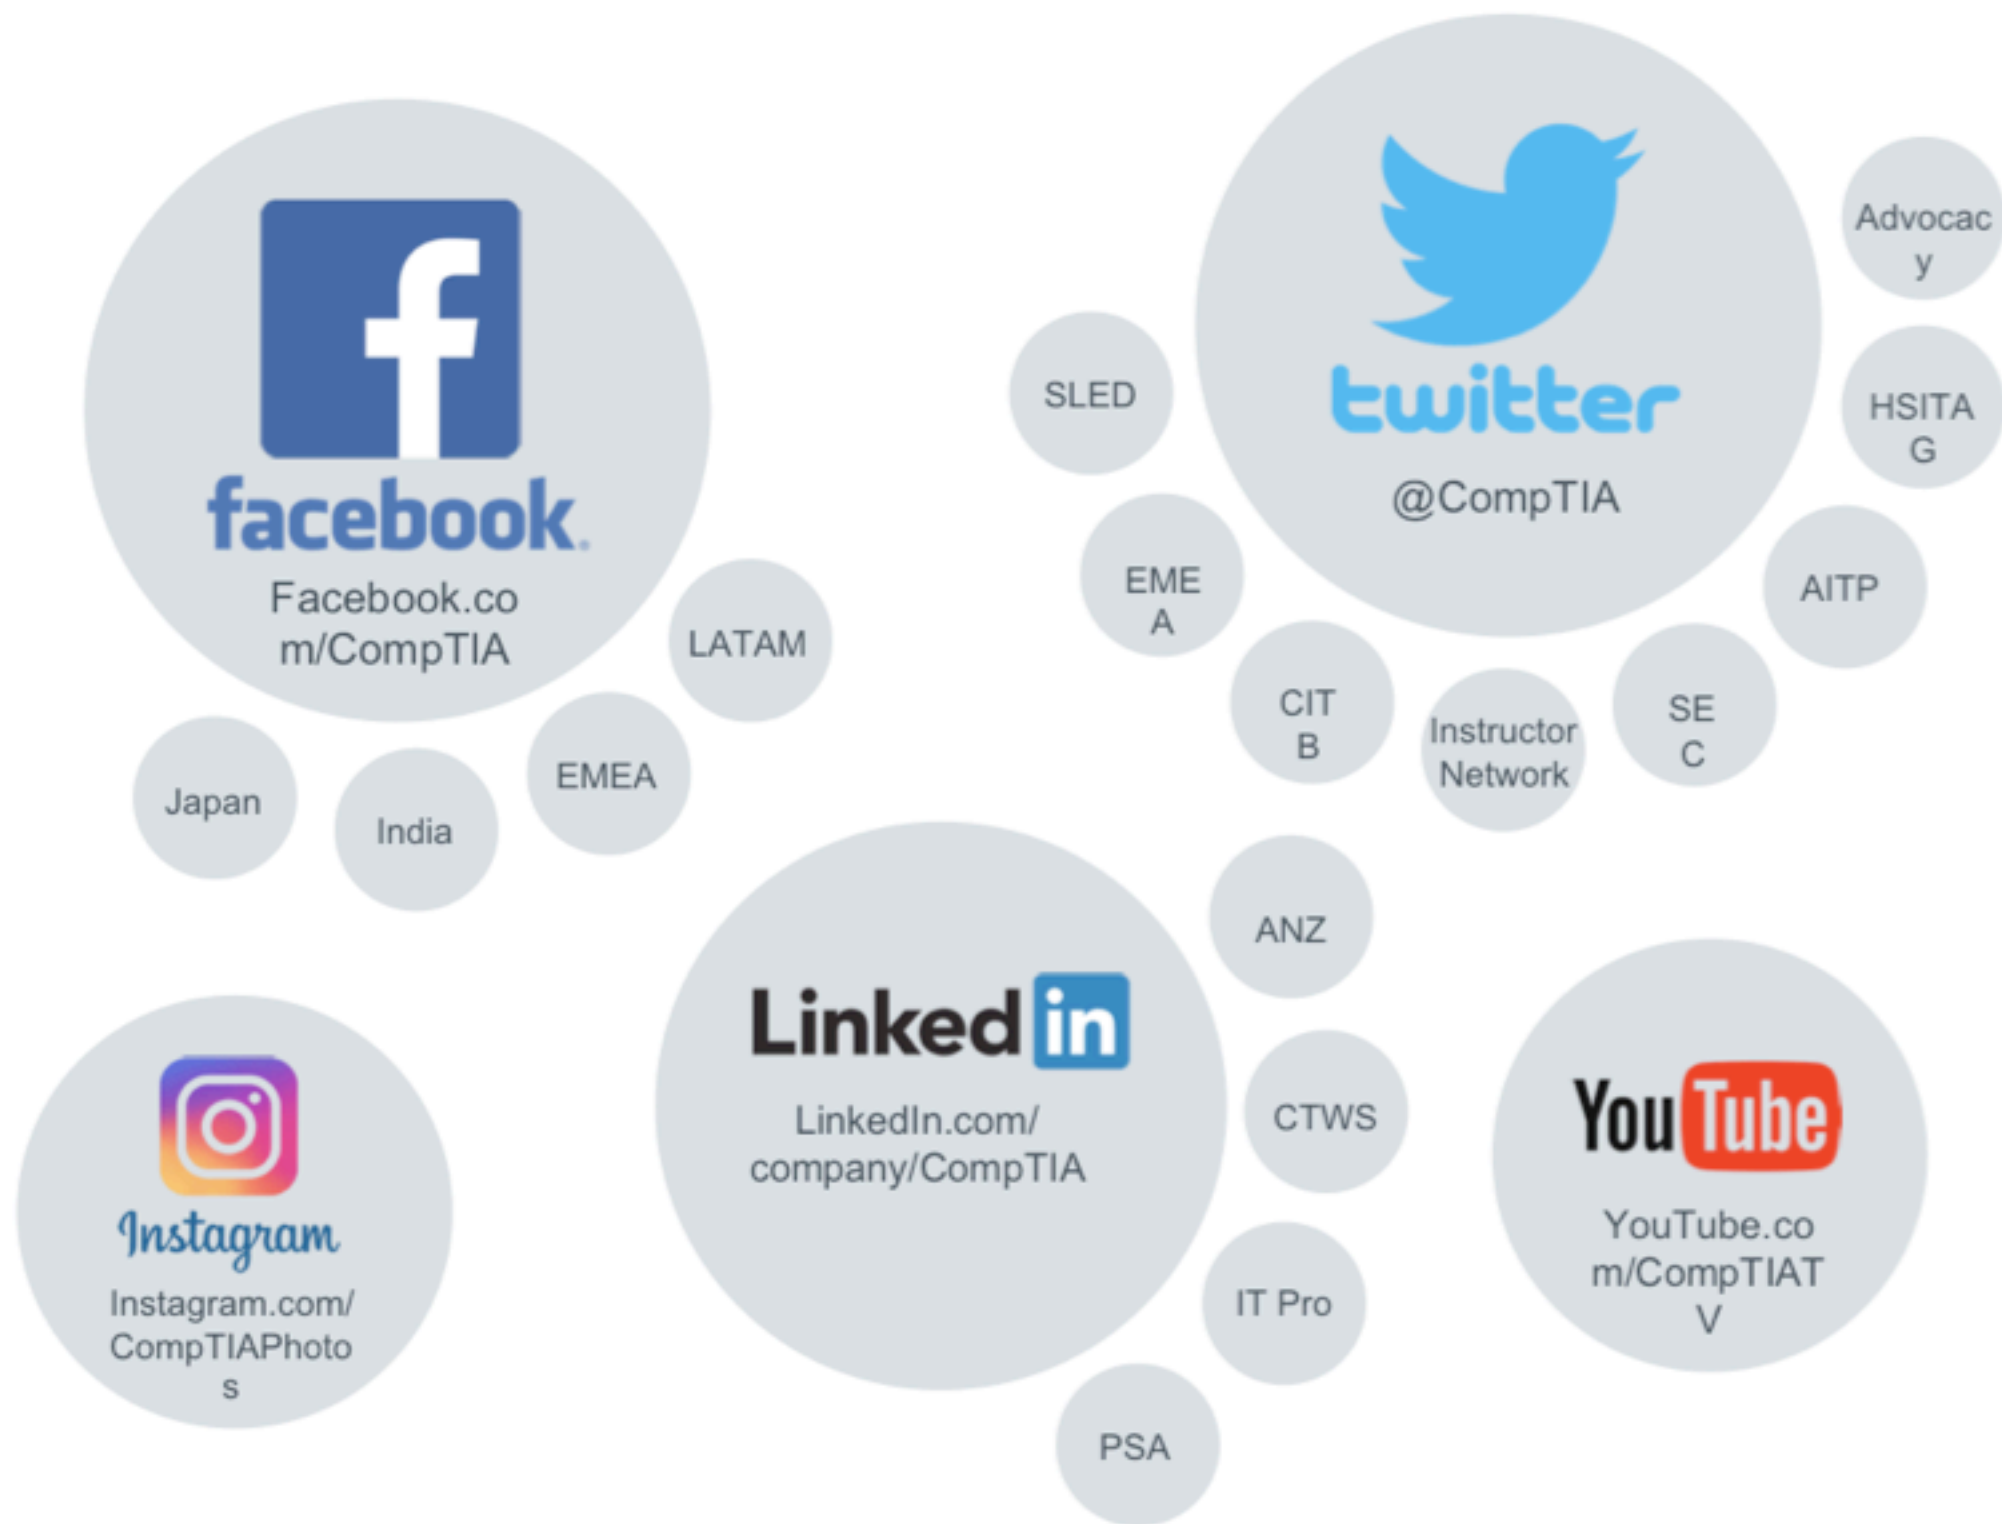 facebook.
Facebook.co
m/CompTIA
LATAM
EMEA
India
Japan
twitter
@CompTIA
SLED
EME
A
CIT
B
Instructor
Network
SE
C
AITP
HSITA
G
Advocac
y
Instagram
Instagram.com/
CompTIAPhoto
s
Linked in
LinkedIn.com/
company/CompTIA
ANZ
CTWS
IT Pro
PSA
YouTube
YouTube.co
m/CompTIAT
V